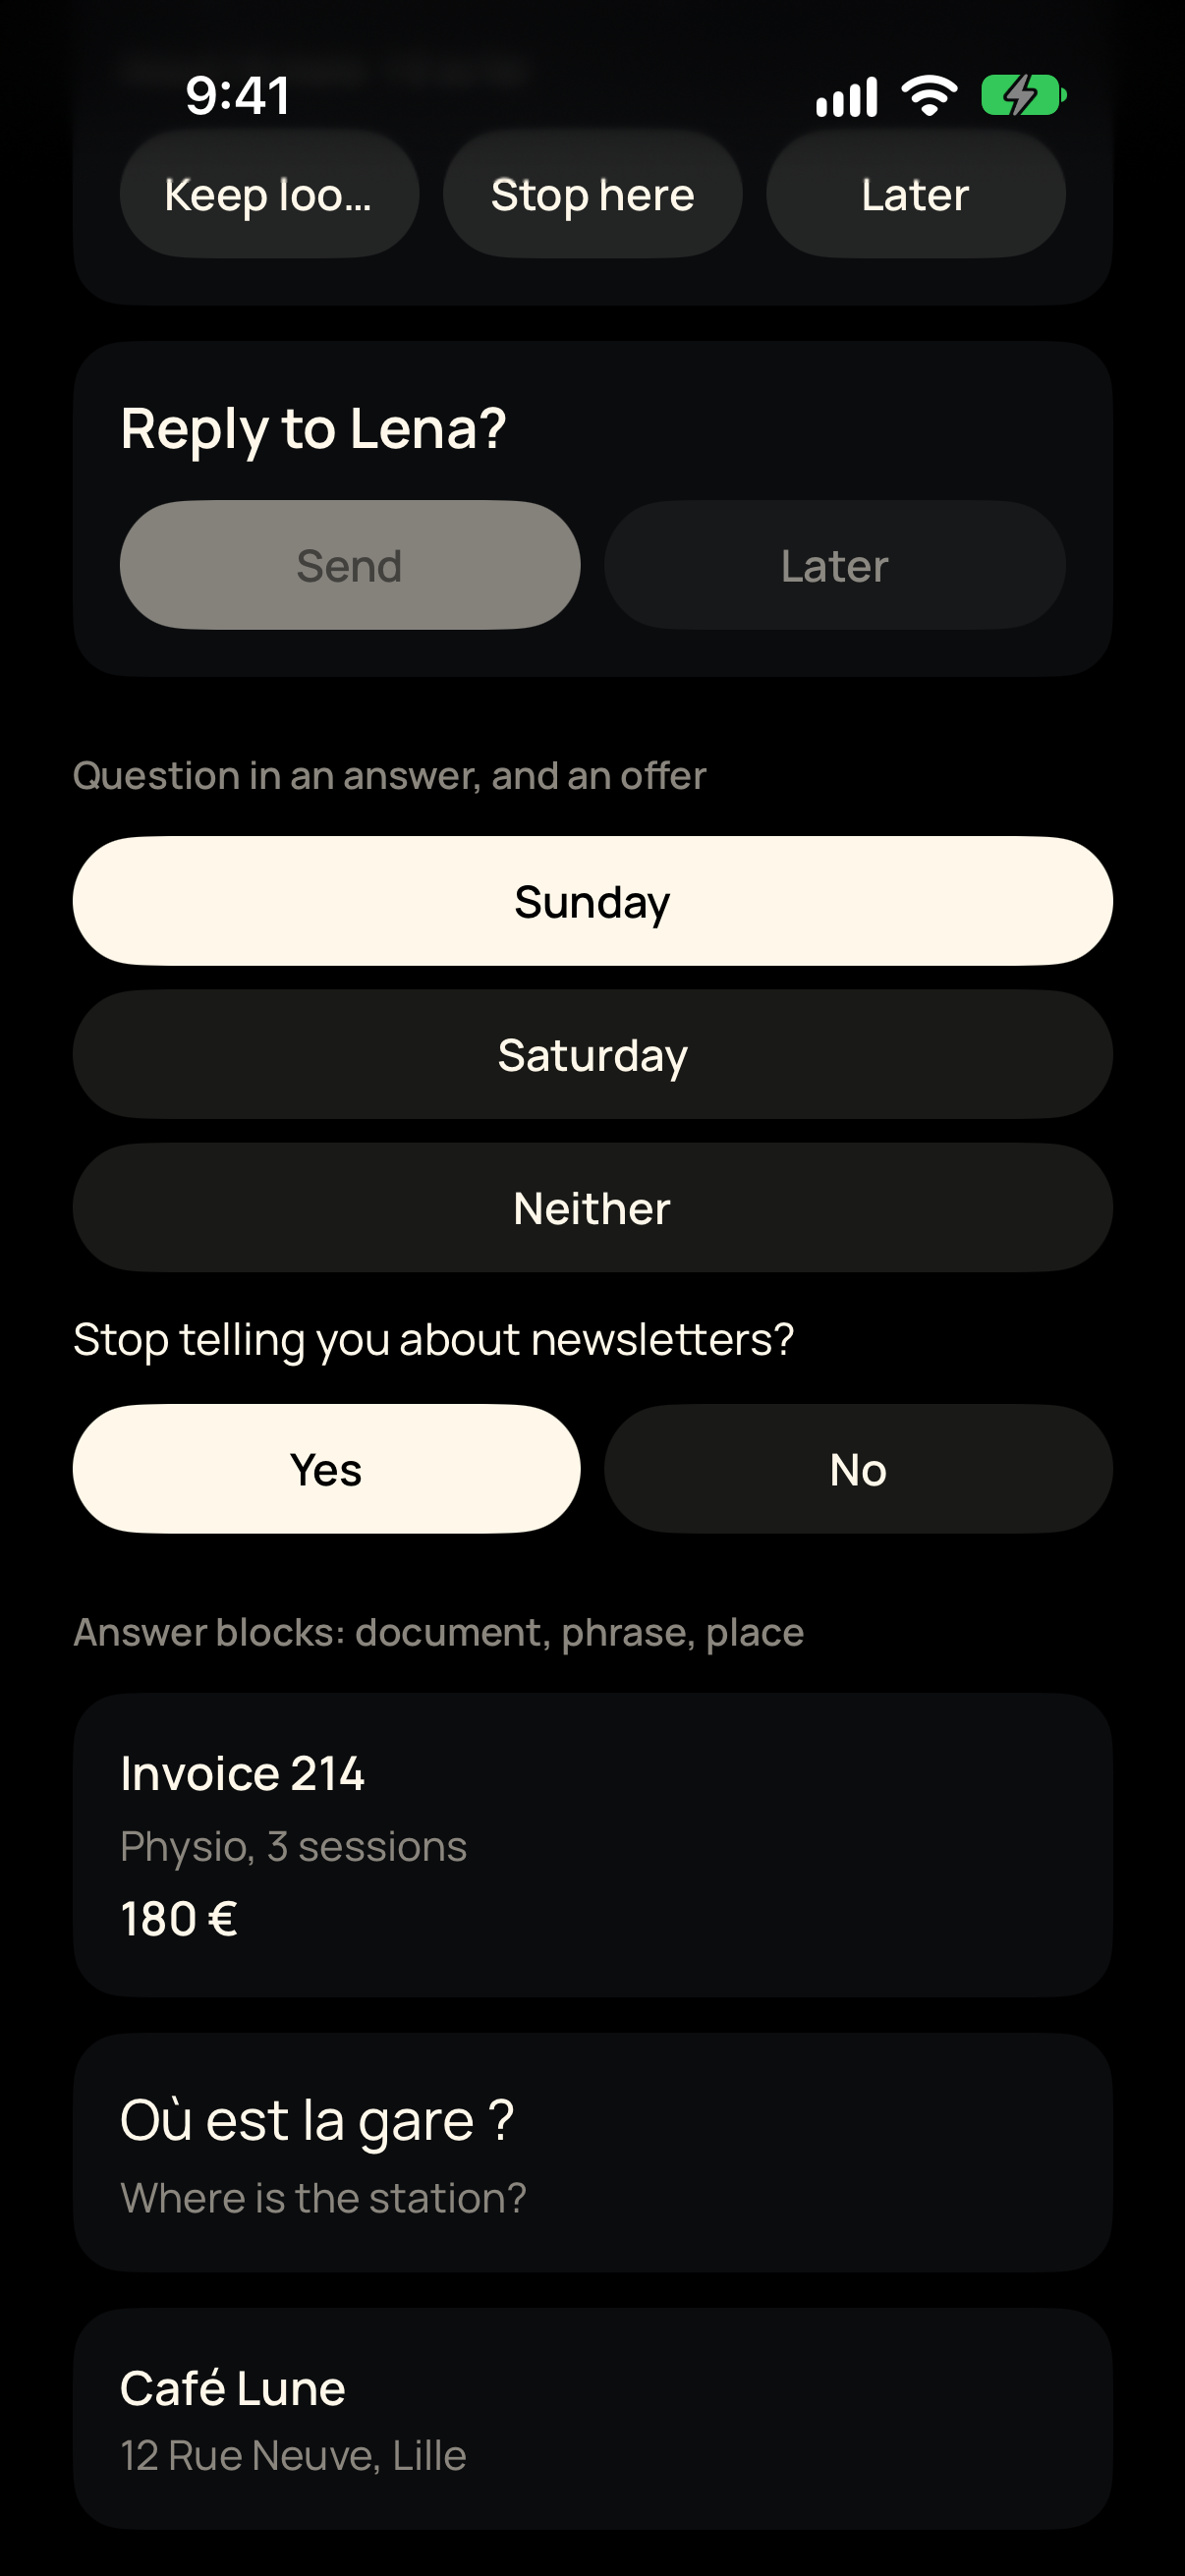 9:41
Keep loo...
Stop here
Later
Reply to Lena?
Send
Later
Question in an answer, and an offer
Sunday
Saturday
Neither
Stop telling you about newsletters?
Yes
No
Answer blocks: document, phrase, place
Invoice 214
Physio, 3 sessions
180 €
Où est la gare ?
Where is the station?
Café Lune
12 Rue Neuve, Lille